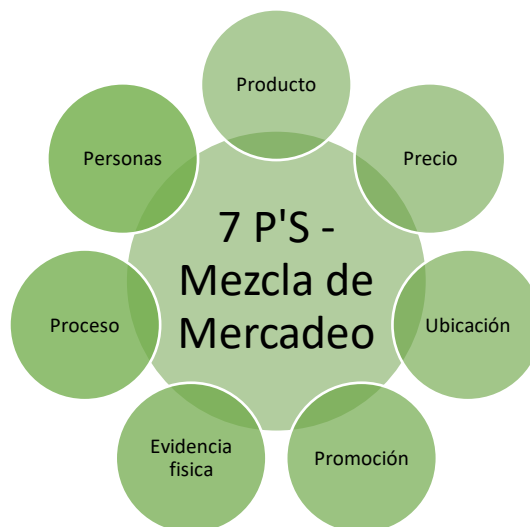 Producto
Precio
Ubicación
Promoción
Evidencia
fisica
Proceso
Personas
7 P'S -
Mezcla de
Mercadeo